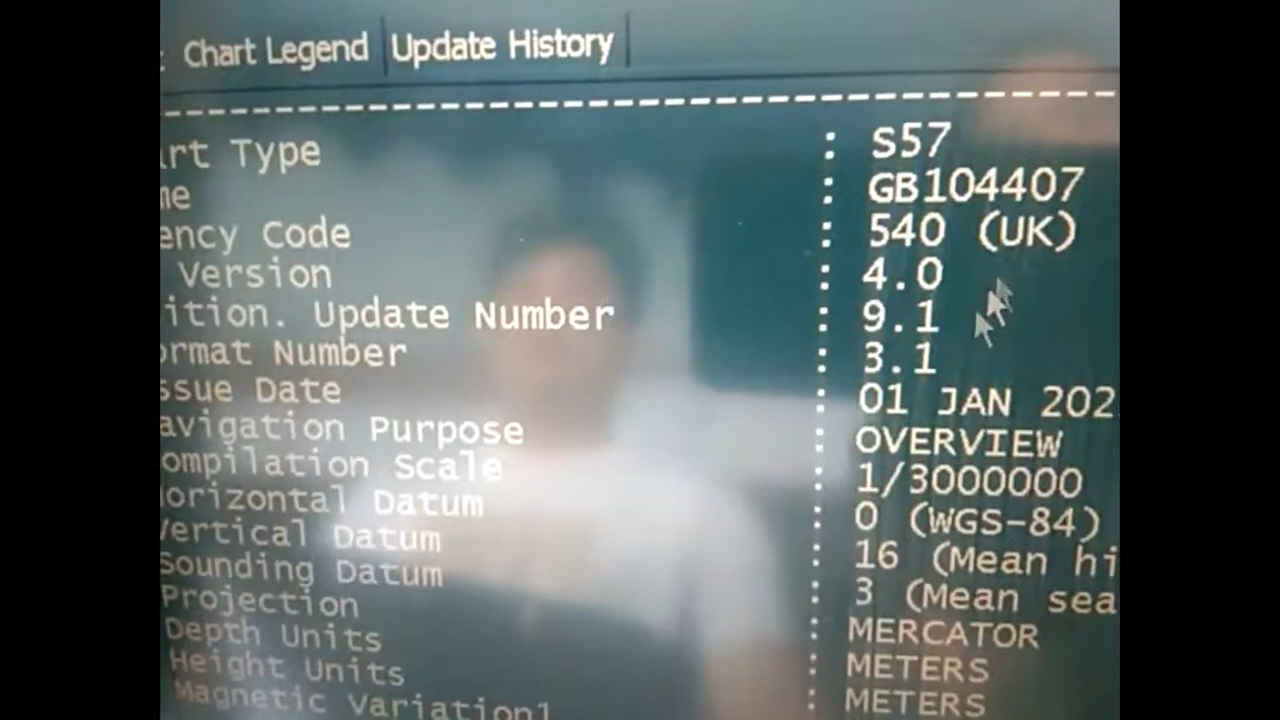 : Chart Legend Update History
rt Type : S57
me : GB104407
ency Code : 540 (UK)
Version : 4.0
ition. Update Number : 9.1
ormat Number : 3.1
ssue Date : 01 JAN 202
avigation Purpose : OVERVIEW
ompilation Scale : 1/3000000
orizontal Datum : 0 (WGS-84)
Vertical Datum : 16 (Mean hi
Sounding Datum : 3 (Mean sea
Projection : MERCATOR
Depth Units : METERS
Height Units : METERS
Magnetic Variation1